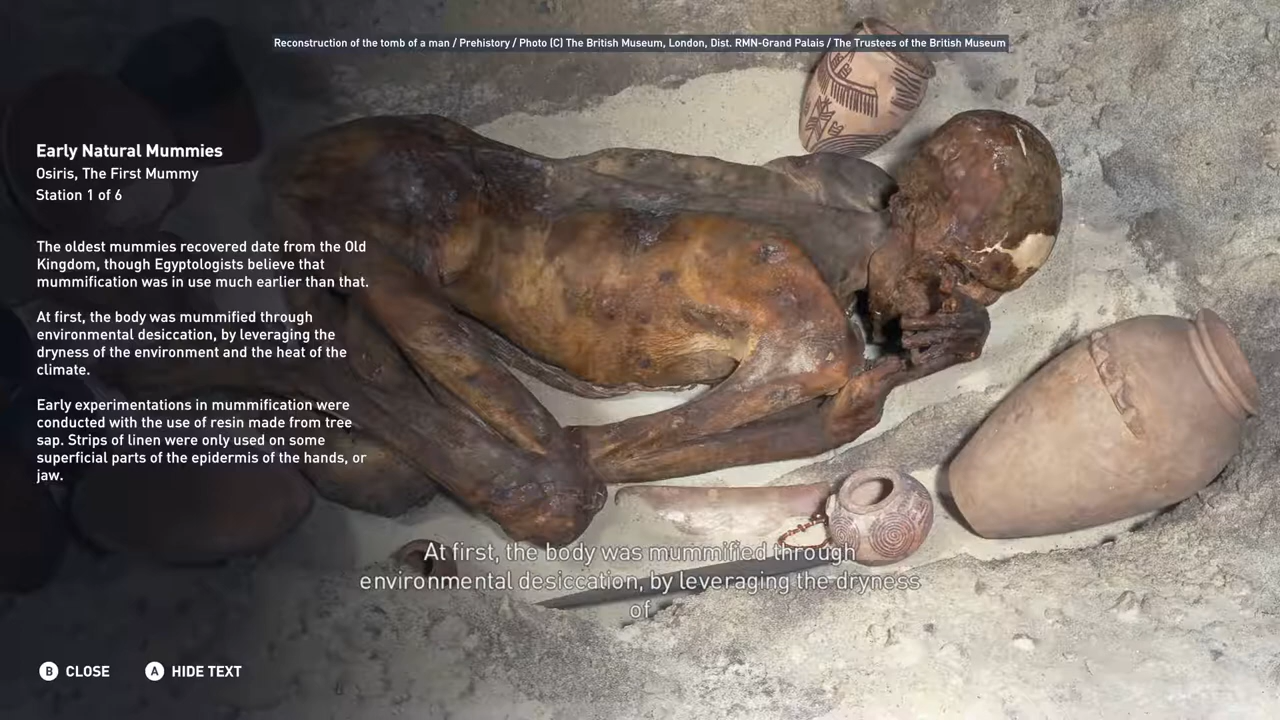 Reconstruction of the tomb of a man / Prehistory / Photo (C) The British Museum, London, Dist. RMN-Grand Palais / The Trustees of the British Museum
Early Natural Mummies
Osiris, The First Mummy
Station 1 of 6
The oldest mummies recovered date from the Old
Kingdom, though Egyptologists believe that
mummification was in use much earlier than that.
At first, the body was mummified through
environmental desiccation, by leveraging the
dryness of the environment and the heat of the
climate.
Early experimentations in mummification were
conducted with the use of resin made from tree
sap. Strips of linen were only used on some
superficial parts of the epidermis of the hands, or
jaw.
At first, the body was mummified through
environmental desiccation, by leveraging the dryness
of
B CLOSE A HIDE TEXT